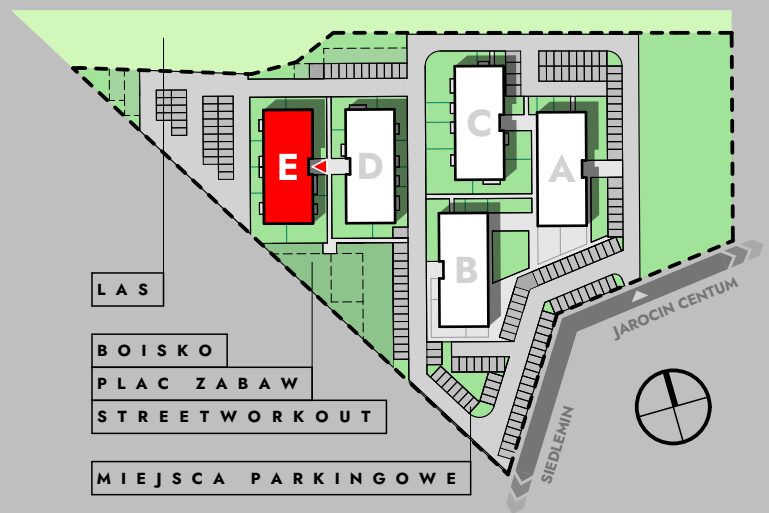 C
A
E
D
B
LAS
BOISKO
PLAC ZABAW
STREETWORKOUT
MIEJSCA PARKINGOWE
JAROCIN CENTUM
SIEDLEMIN